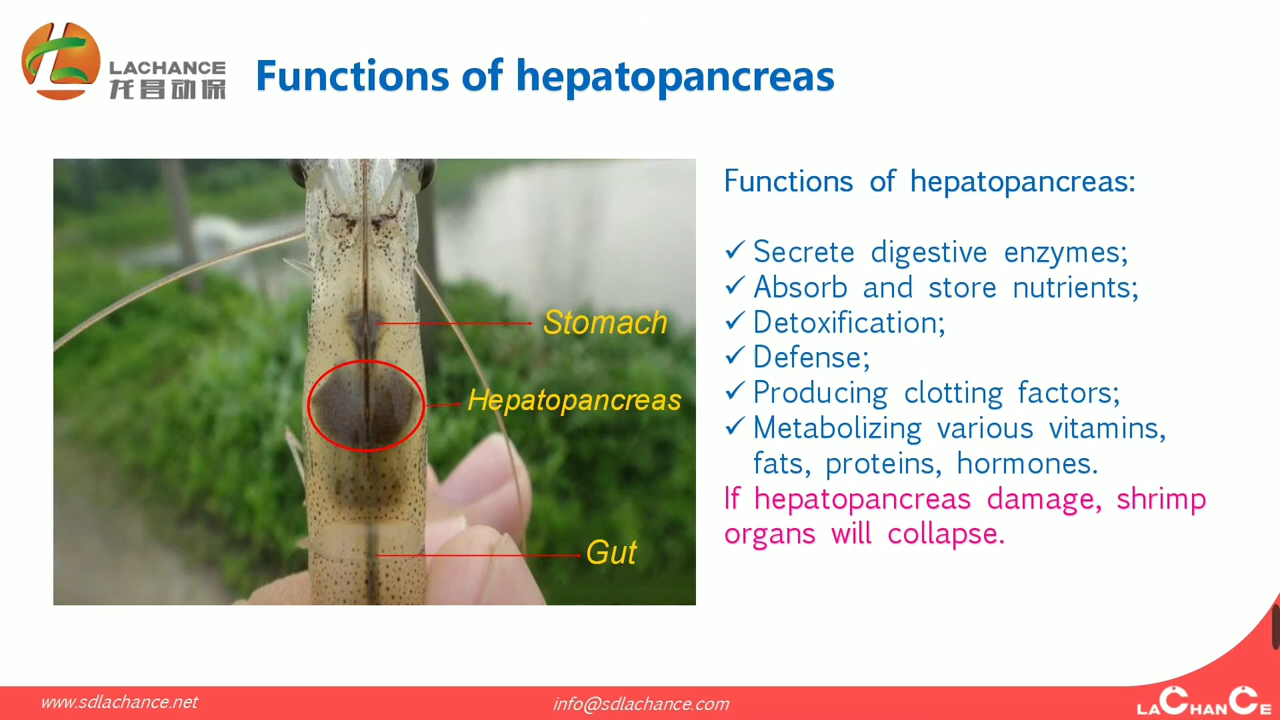 LACHANCE
龙昌动保
Functions of hepatopancreas
Stomach
Hepatopancreas
Gut
Functions of hepatopancreas:
✓ Secrete digestive enzymes;
✓ Absorb and store nutrients;
✓ Detoxification;
✓ Defense;
✓ Producing clotting factors;
✓ Metabolizing various vitamins,
fats, proteins, hormones.
If hepatopancreas damage, shrimp
organs will collapse.
www.sdlachance.net
info@sdlachance.com
LACHANCE